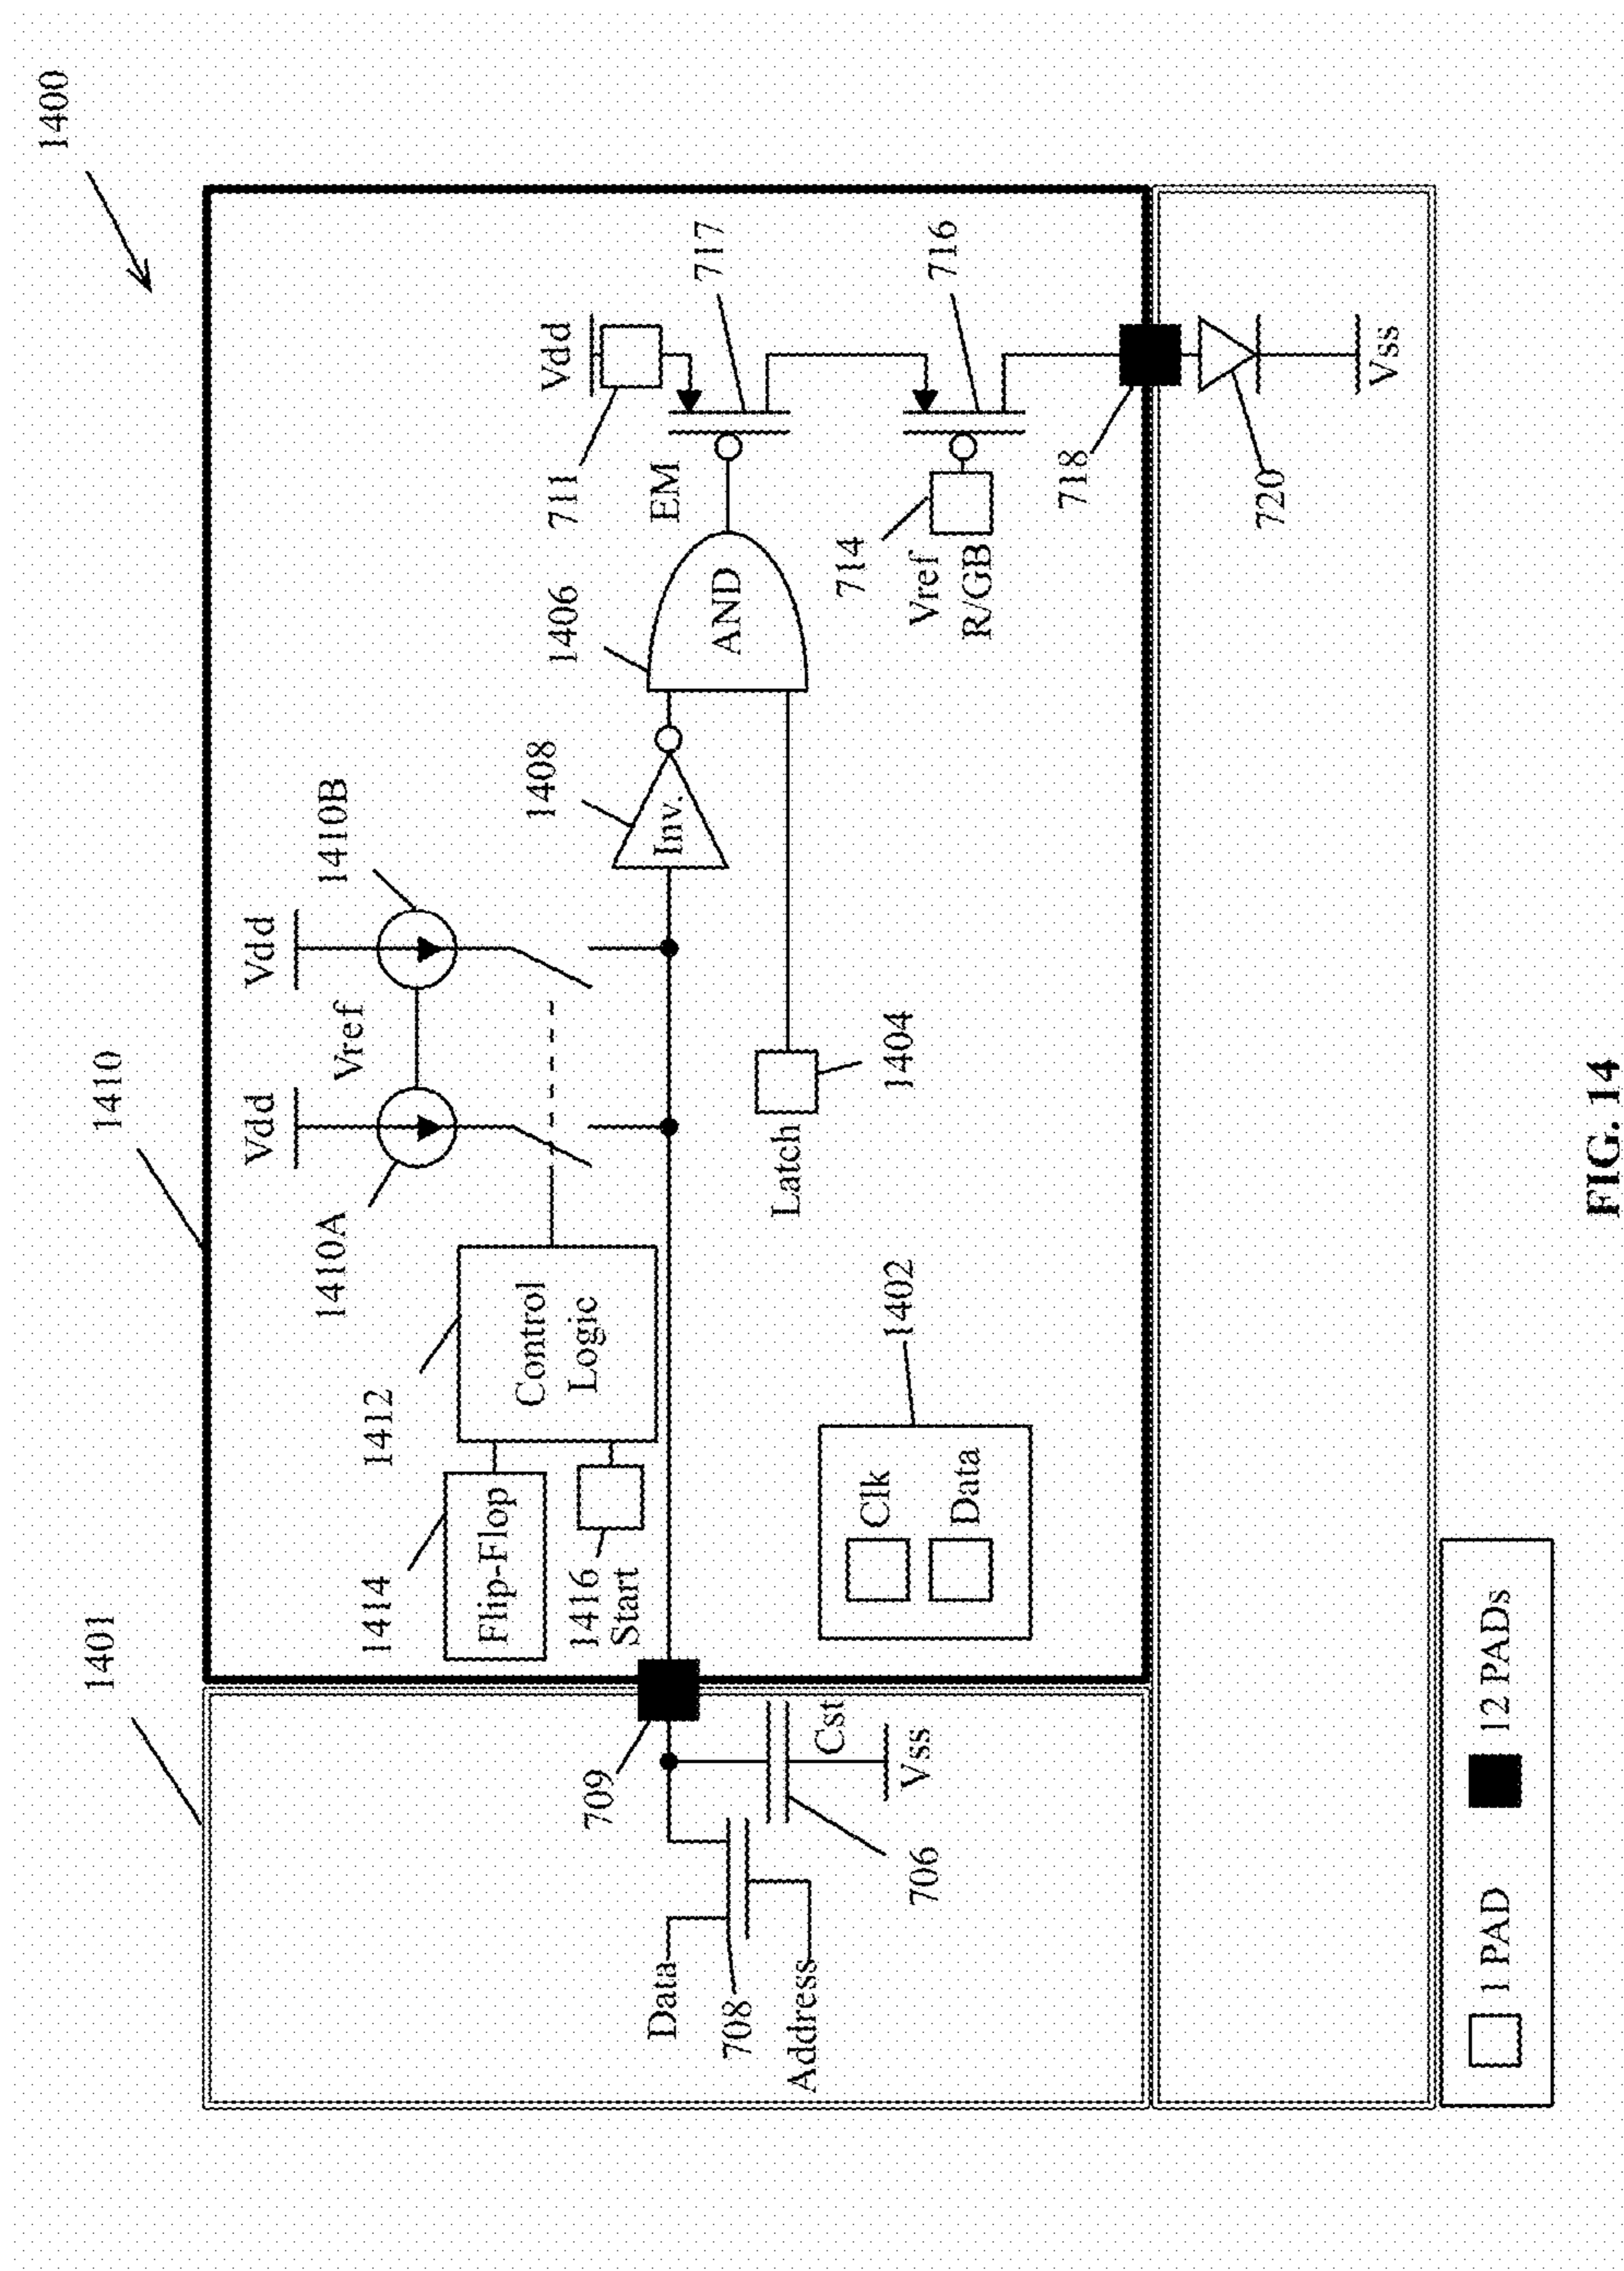 1400
1401
1410
Vdd
Vdd
Vref
1410A
1410B
1412
1414
Flip-Flop
Control
Logic
1416
Start
1408
Inv.
1406
AND
EM
Vdd
711
717
709
Data
708
Address
Cst
706
Vss
Latch
1404
1402
Clk
Data
714
Vref
R/GB
716
718
720
Vss
1 PAD
12 PADs
FIG. 14